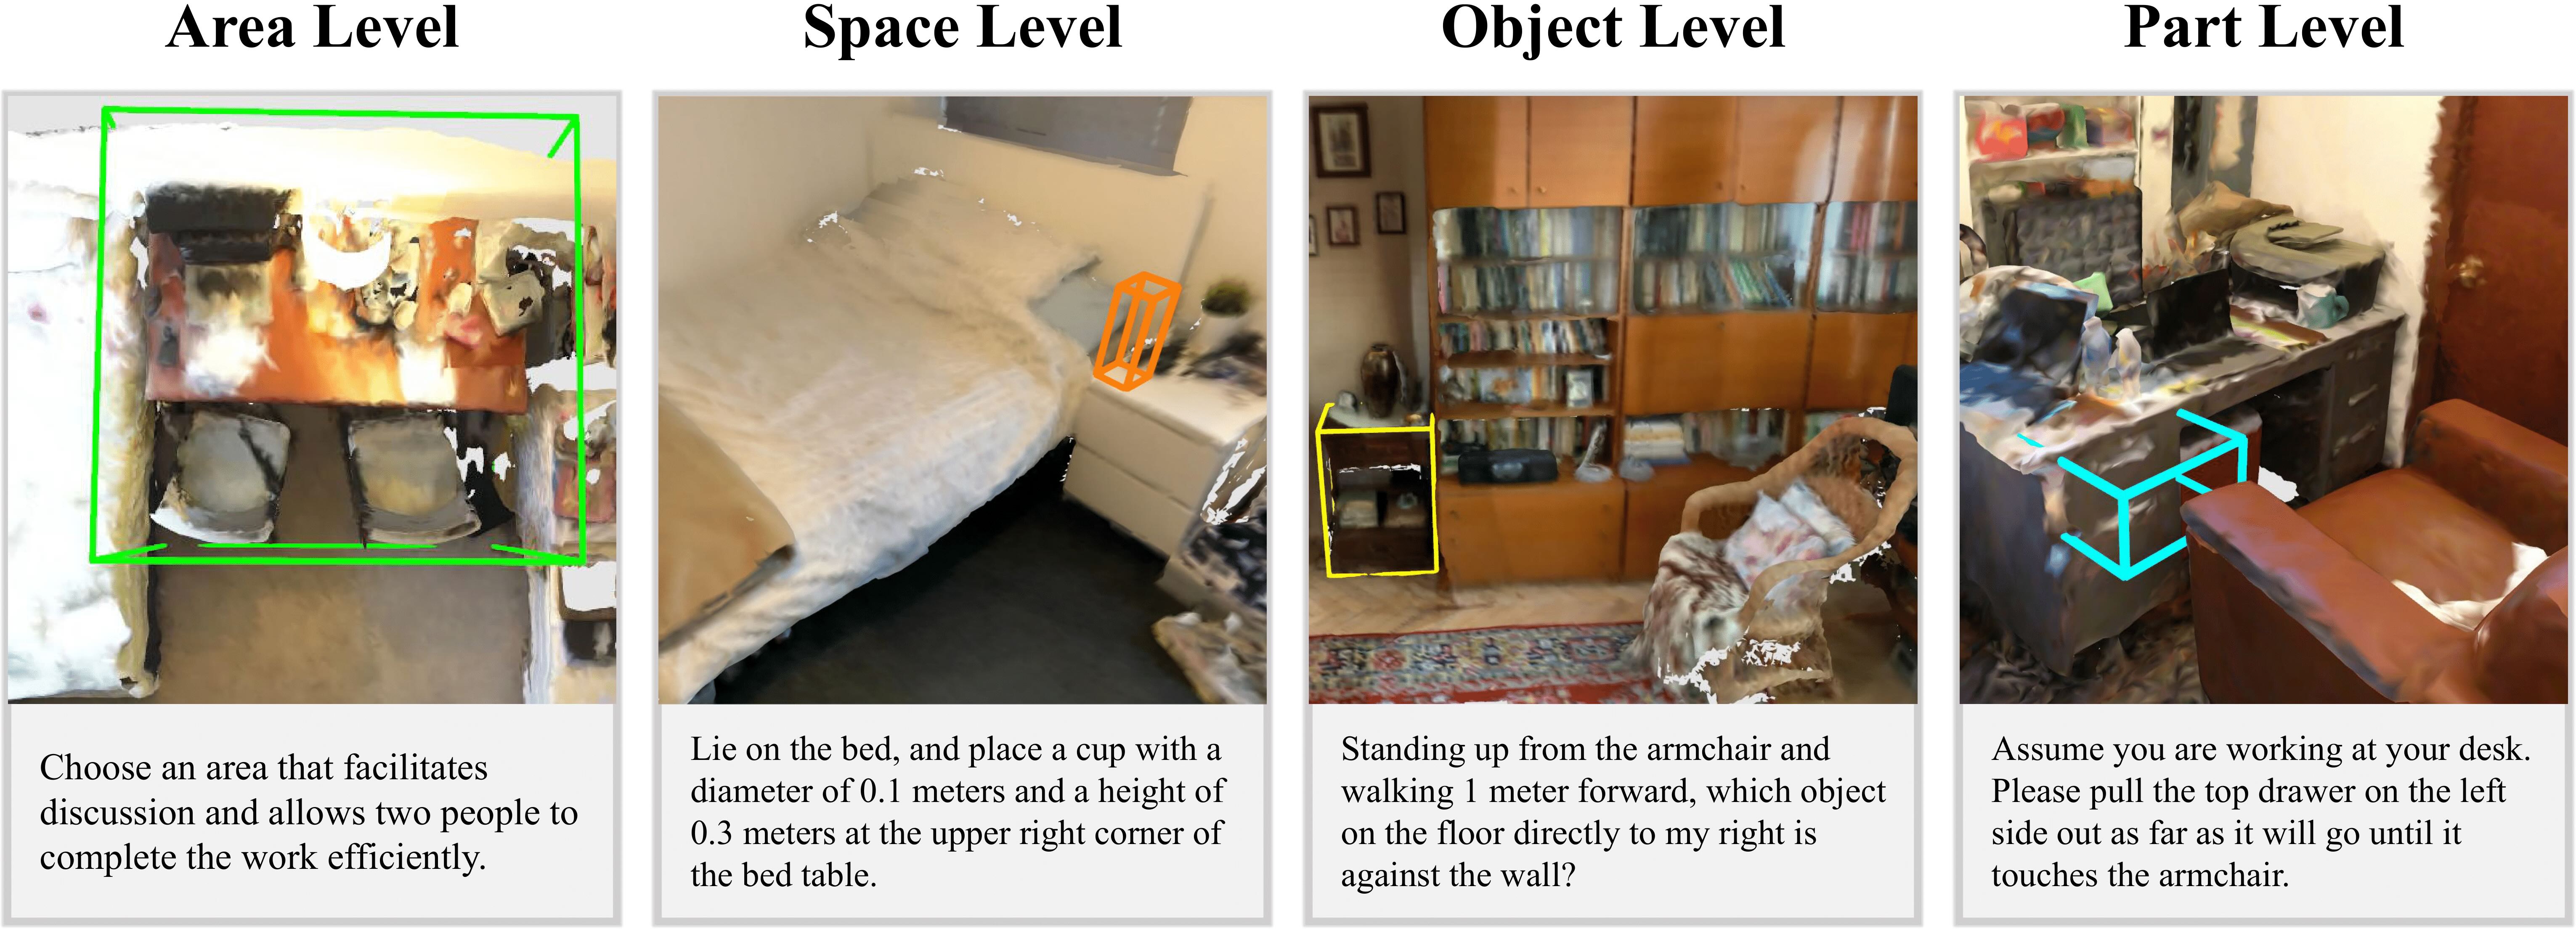 Area Level
Space Level
Object Level
Part Level
Choose an area that facilitates
discussion and allows two people to
complete the work efficiently.
Lie on the bed, and place a cup with a
diameter of 0.1 meters and a height of
0.3 meters at the upper right corner of
the bed table.
Standing up from the armchair and
walking 1 meter forward, which object
on the floor directly to my right is
against the wall?
Assume you are working at your desk.
Please pull the top drawer on the left
side out as far as it will go until it
touches the armchair.